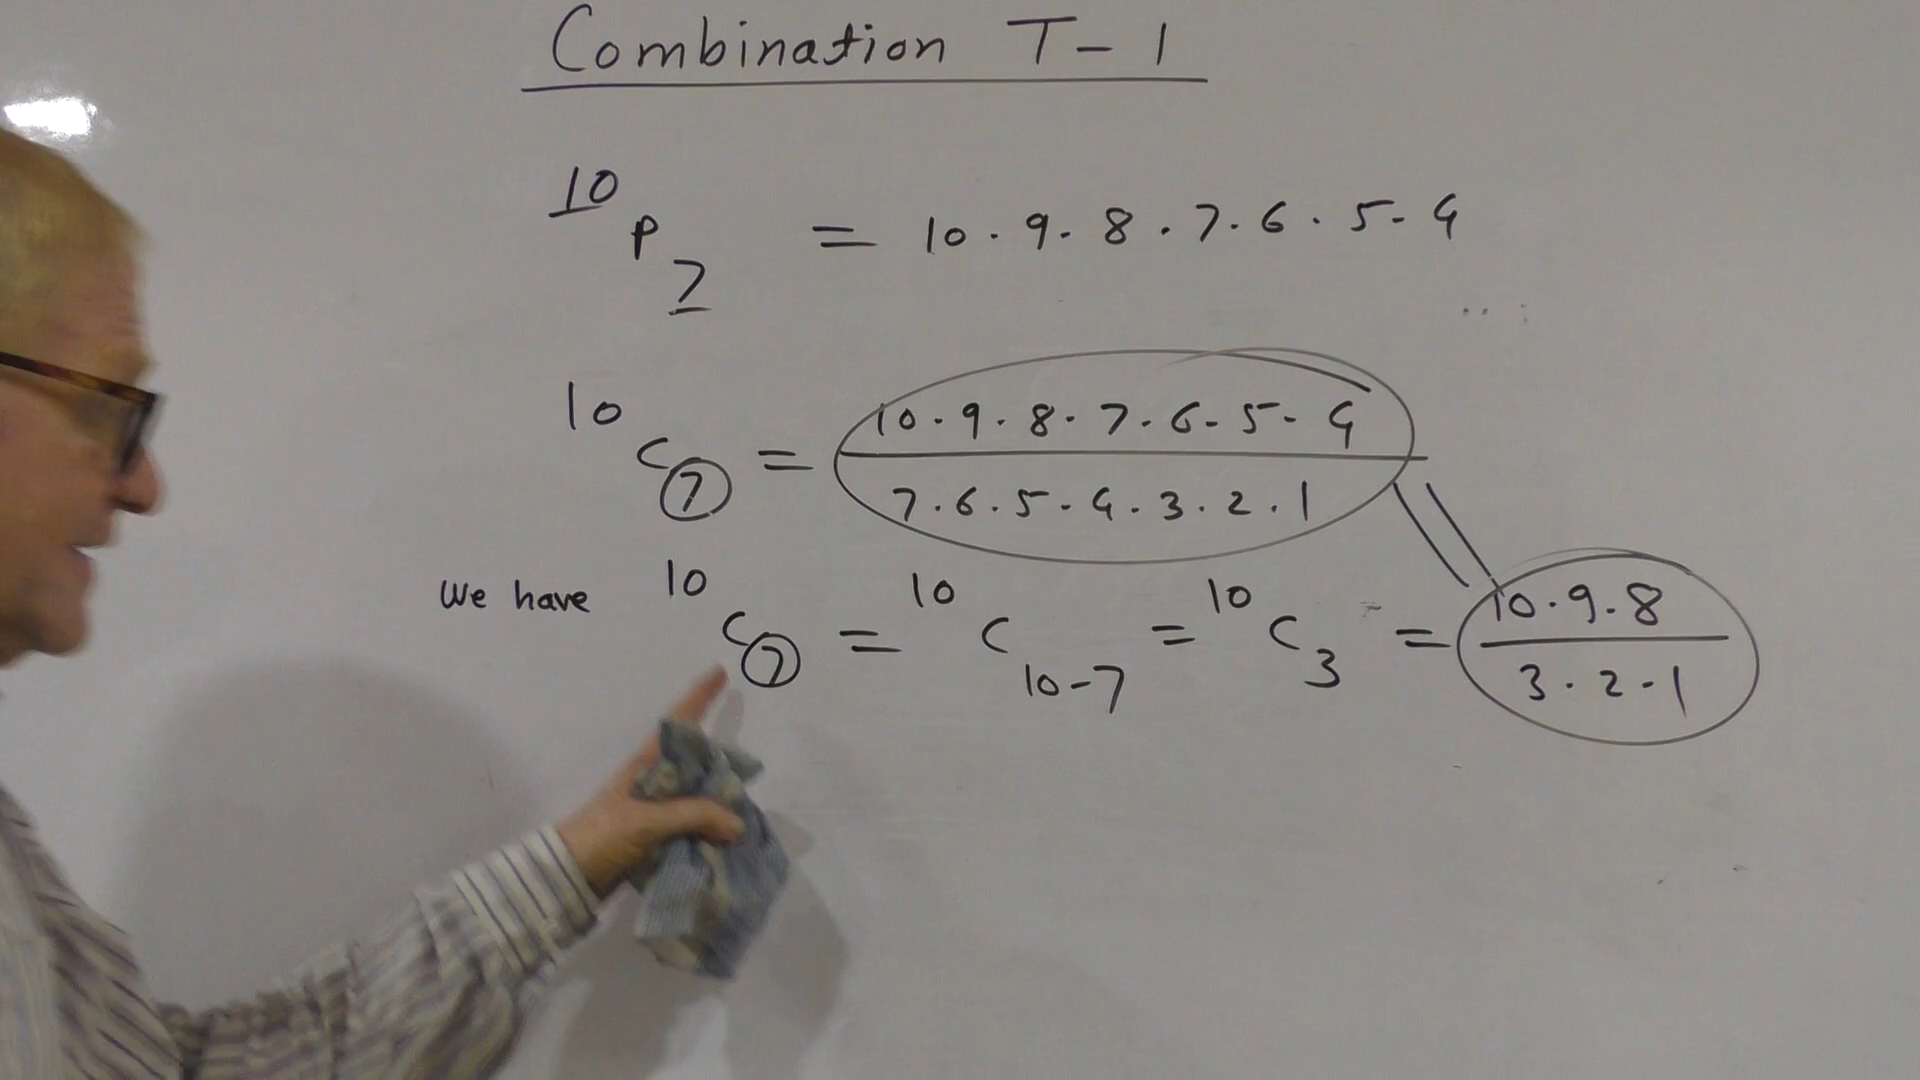 Combination T-1
¹⁰P₇ = 10 · 9 · 8 · 7 · 6 · 5 - 4
¹⁰C₇ = 10 · 9 · 8 · 7 · 6 - 5 - 4 / 7 · 6 · 5 - 4 · 3 · 2 · 1
We have ¹⁰C₇ = ¹⁰C₁₀₋₇ = ¹⁰C₃ = 10 · 9 · 8 / 3 · 2 - 1